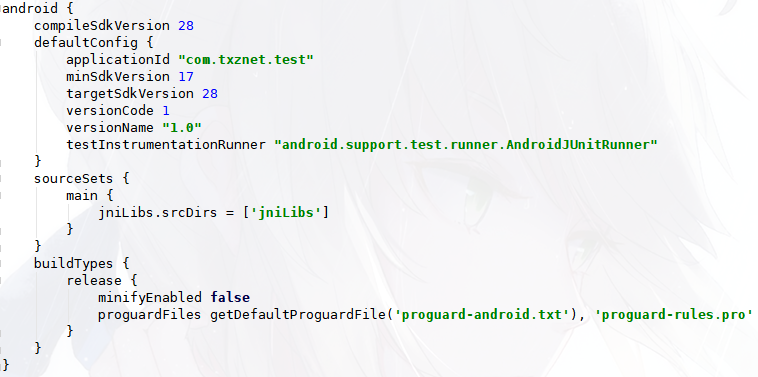 android {
    compileSdkVersion 28
    defaultConfig {
        applicationId "com.txznet.test"
        minSdkVersion 17
        targetSdkVersion 28
        versionCode 1
        versionName "1.0"
        testInstrumentationRunner "android.support.test.runner.AndroidJUnitRunner"
    }
    sourceSets {
        main {
            jniLibs.srcDirs = ['jniLibs']
        }
    }
    buildTypes {
        release {
            minifyEnabled false
            proguardFiles getDefaultProguardFile('proguard-android.txt'), 'proguard-rules.pro'
        }
    }
}